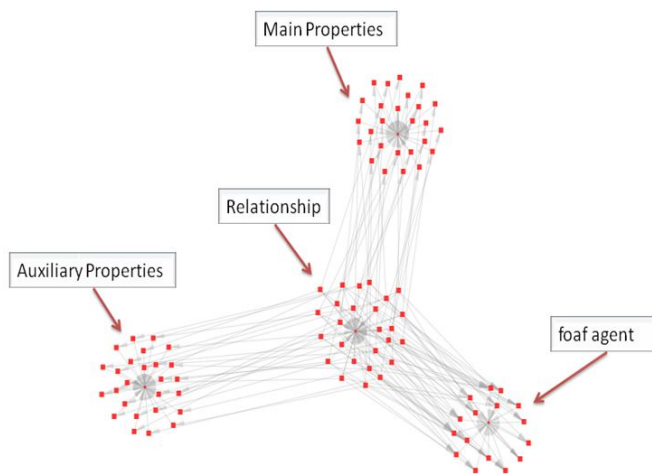 Main Properties
Relationship
Auxiliary Properties
foaf agent